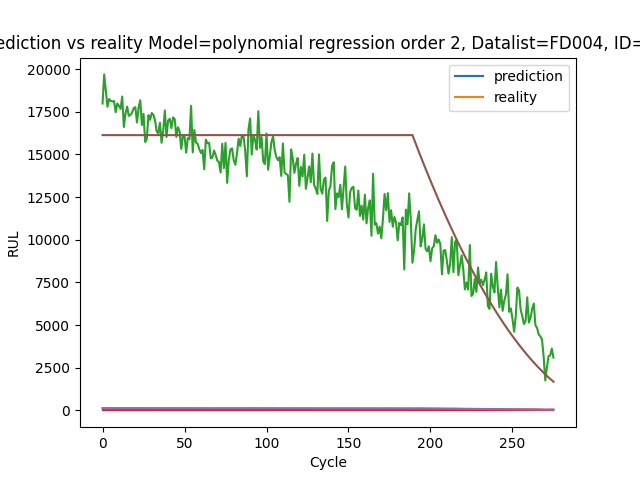 ediction vs reality Model=polynomial regression order 2, Datalist=FD004, ID=
prediction
reality
20000
17500
15000
12500
10000
7500
5000
2500
0
RUL
0 50 100 150 200 250
Cycle